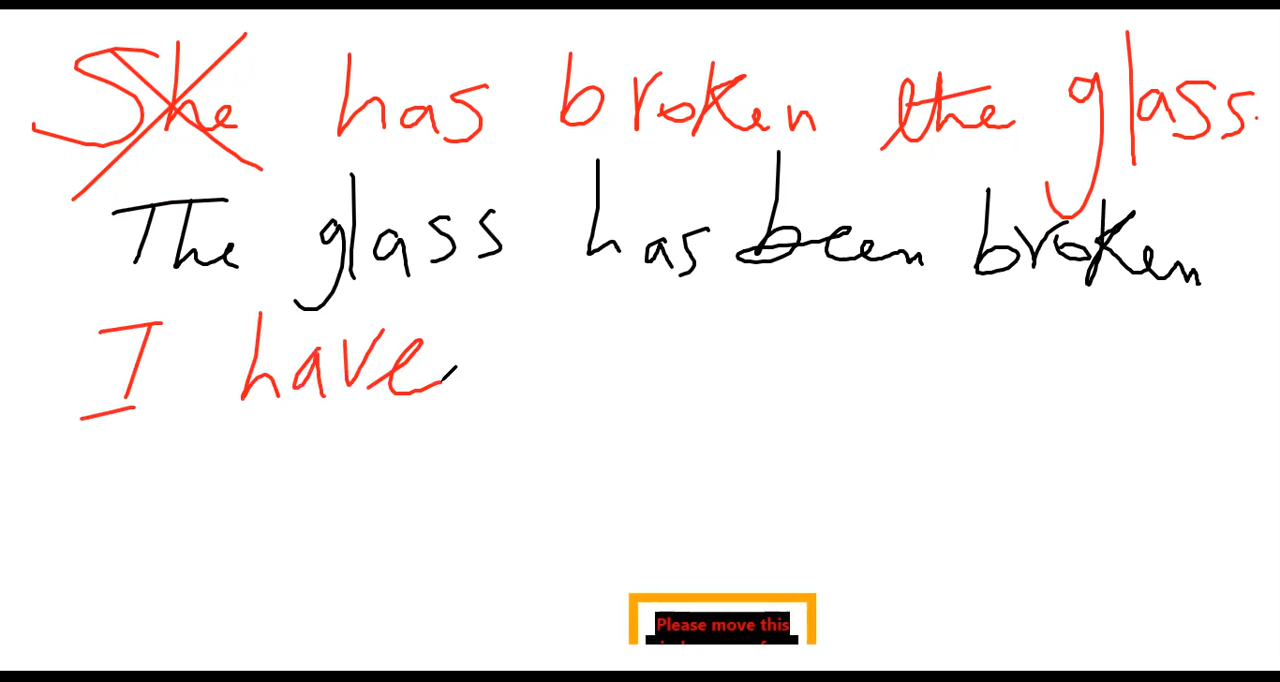 She has broken the glass.
The glass has been broken
I have
Please move this